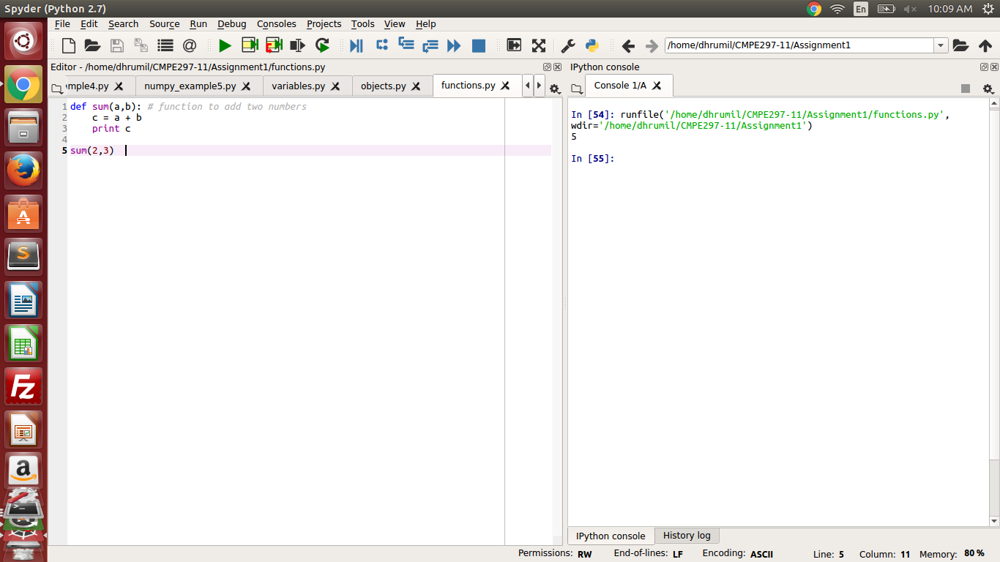 Spyder (Python 2.7)
En
10:09 AM
File Edit Search Source Run Debug Consoles Projects Tools View Help
@
/home/dhrumil/CMPE297-11/Assignment1
Editor - /home/dhrumil/CMPE297-11/Assignment1/functions.py
mple4.py
numpy_example5.py
variables.py
objects.py
functions.py
1 def sum(a,b): # function to add two numbers
2 c = a + b
3 print c
4
5 sum(2,3)
IPython console
Console 1/A
In [54]: runfile('/home/dhrumil/CMPE297-11/Assignment1/functions.py',
wdir='/home/dhrumil/CMPE297-11/Assignment1')
5
In [55]:
IPython console
History log
A
S
Fz
a
Permissions: RW End-of-lines: LF Encoding: ASCII Line: 5 Column: 11 Memory: 80 %